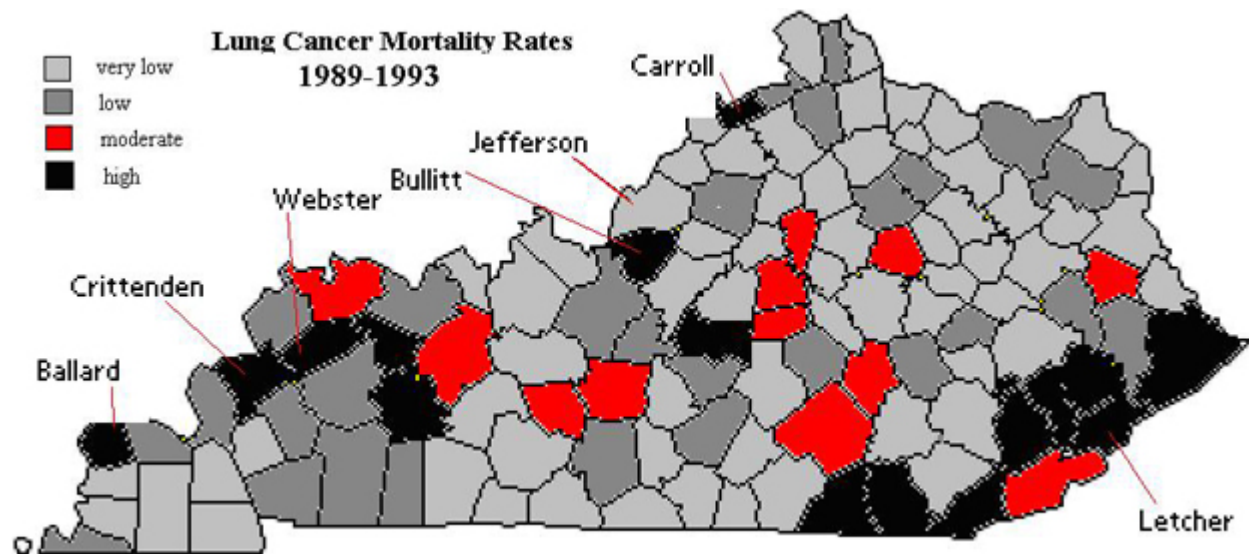 Lung Cancer Mortality Rates
1989-1993
very low
low
moderate
high
Carroll
Jefferson
Bullitt
Webster
Crittenden
Ballard
Letcher